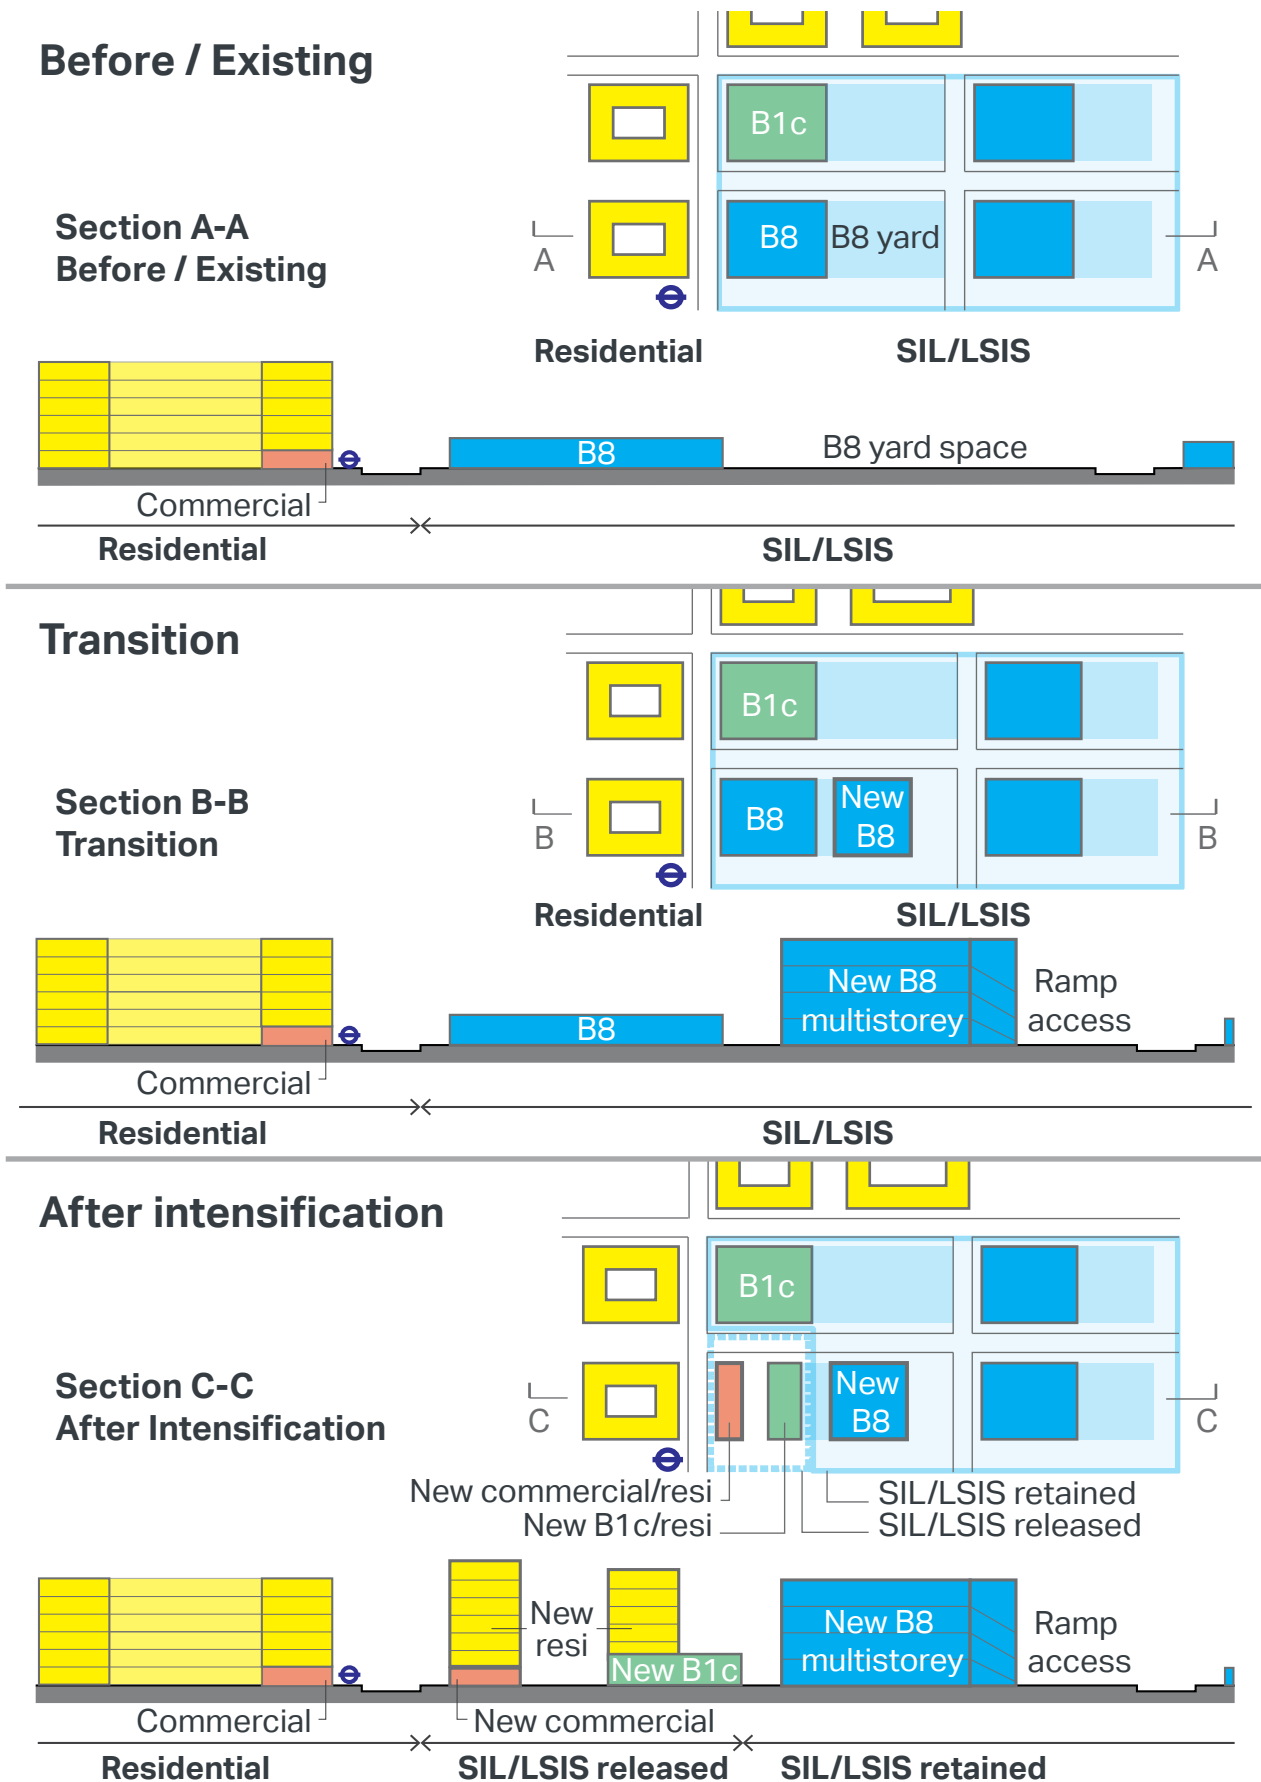 Before / Existing
B1c
Section A-A
Before / Existing
A
B8
B8 yard
A
Residential
SIL/LSIS
B8
B8 yard space
Commercial
Residential
SIL/LSIS
Transition
B1c
Section B-B
Transition
B
B8
New
B8
B
Residential
SIL/LSIS
New B8
multistorey
Ramp
access
B8
Commercial
Residential
SIL/LSIS
After intensification
B1c
Section C-C
After Intensification
C
New
B8
C
New commercial/resi
SIL/LSIS retained
New B1c/resi
SIL/LSIS released
New
resi
New B1c
New B8
multistorey
Ramp
access
Commercial
New commercial
Residential
SIL/LSIS released
SIL/LSIS retained